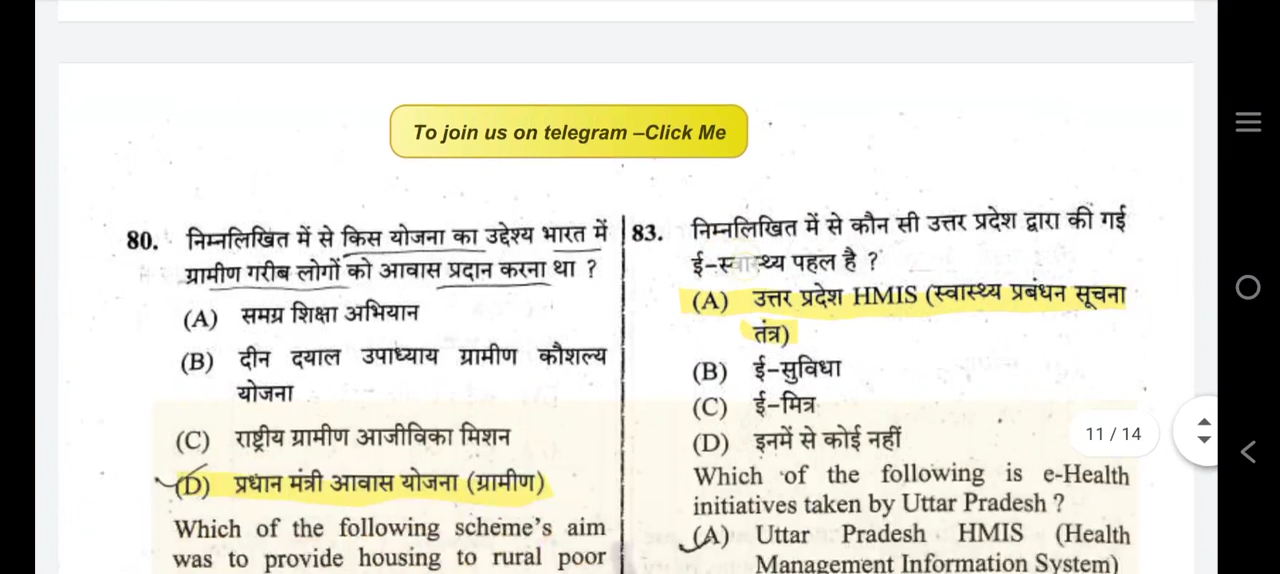 To join us on telegram –Click Me
80. निम्नलिखित में से किस योजना का उद्देश्य भारत में
ग्रामीण गरीब लोगों को आवास प्रदान करना था ?
(A) समग्र शिक्षा अभियान
(B) दीन दयाल उपाध्याय ग्रामीण कौशल्य
योजना
(C) राष्ट्रीय ग्रामीण आजीविका मिशन
(D) प्रधान मंत्री आवास योजना (ग्रामीण)
Which of the following scheme's aim
was to provide housing to rural poor
83. निम्नलिखित में से कौन सी उत्तर प्रदेश द्वारा की गई
ई-स्वास्थ्य पहल है ?
(A) उत्तर प्रदेश HMIS (स्वास्थ्य प्रबंधन सूचना
तंत्र)
(B) ई-सुविधा
(C) ई-मित्र
(D) इनमें से कोई नहीं
Which of the following is e-Health
initiatives taken by Uttar Pradesh ?
(A) Uttar Pradesh HMIS (Health
Management Information System)
11 / 14